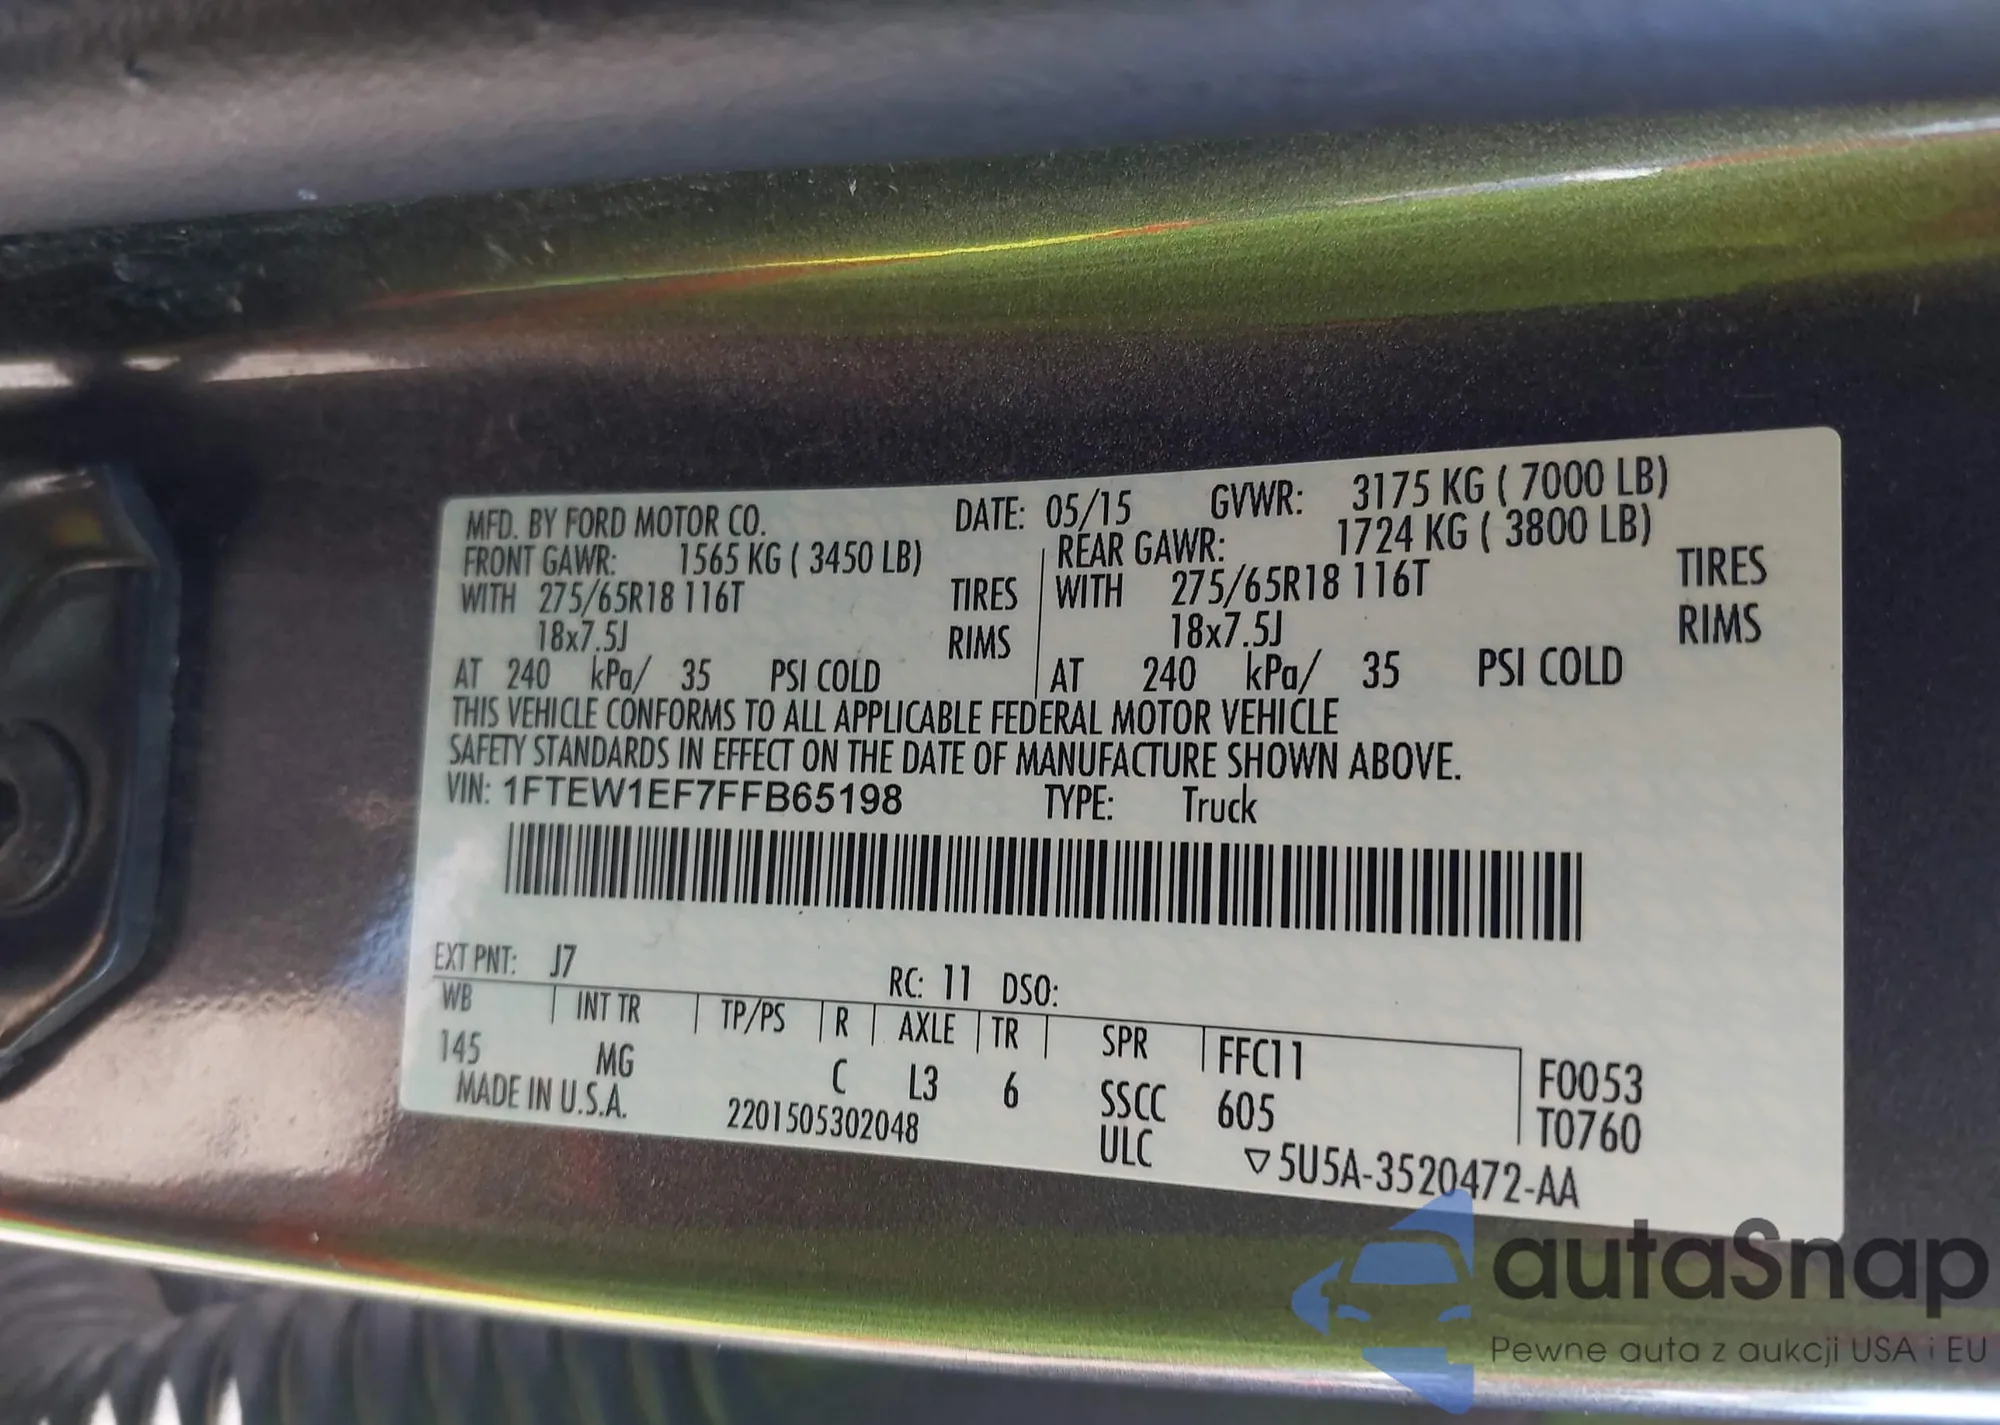 MFD. BY FORD MOTOR CO. DATE: 05/15 GVWR: 3175 KG ( 7000 LB)
FRONT GAWR: 1565 KG ( 3450 LB) REAR GAWR: 1724 KG ( 3800 LB)
WITH 275/65R18 116T TIRES WITH 275/65R18 116T TIRES
18x7.5J RIMS 18x7.5J RIMS
AT 240 kPa/ 35 PSI COLD AT 240 kPa/ 35 PSI COLD
THIS VEHICLE CONFORMS TO ALL APPLICABLE FEDERAL MOTOR VEHICLE
SAFETY STANDARDS IN EFFECT ON THE DATE OF MANUFACTURE SHOWN ABOVE.
VIN: 1FTEW1EF7FFB65198 TYPE: Truck
EXT PNT: J7 RC: 11 DSO:
WB INT TR TP/PS R AXLE TR SPR FFC11 F0053
145 MG C L3 6 SSCC 605 T0760
MADE IN U.S.A. 2201505302048 ULC ▽5U5A-3520472-AA
autaSnap
Pewne auta z aukcji USA i EU